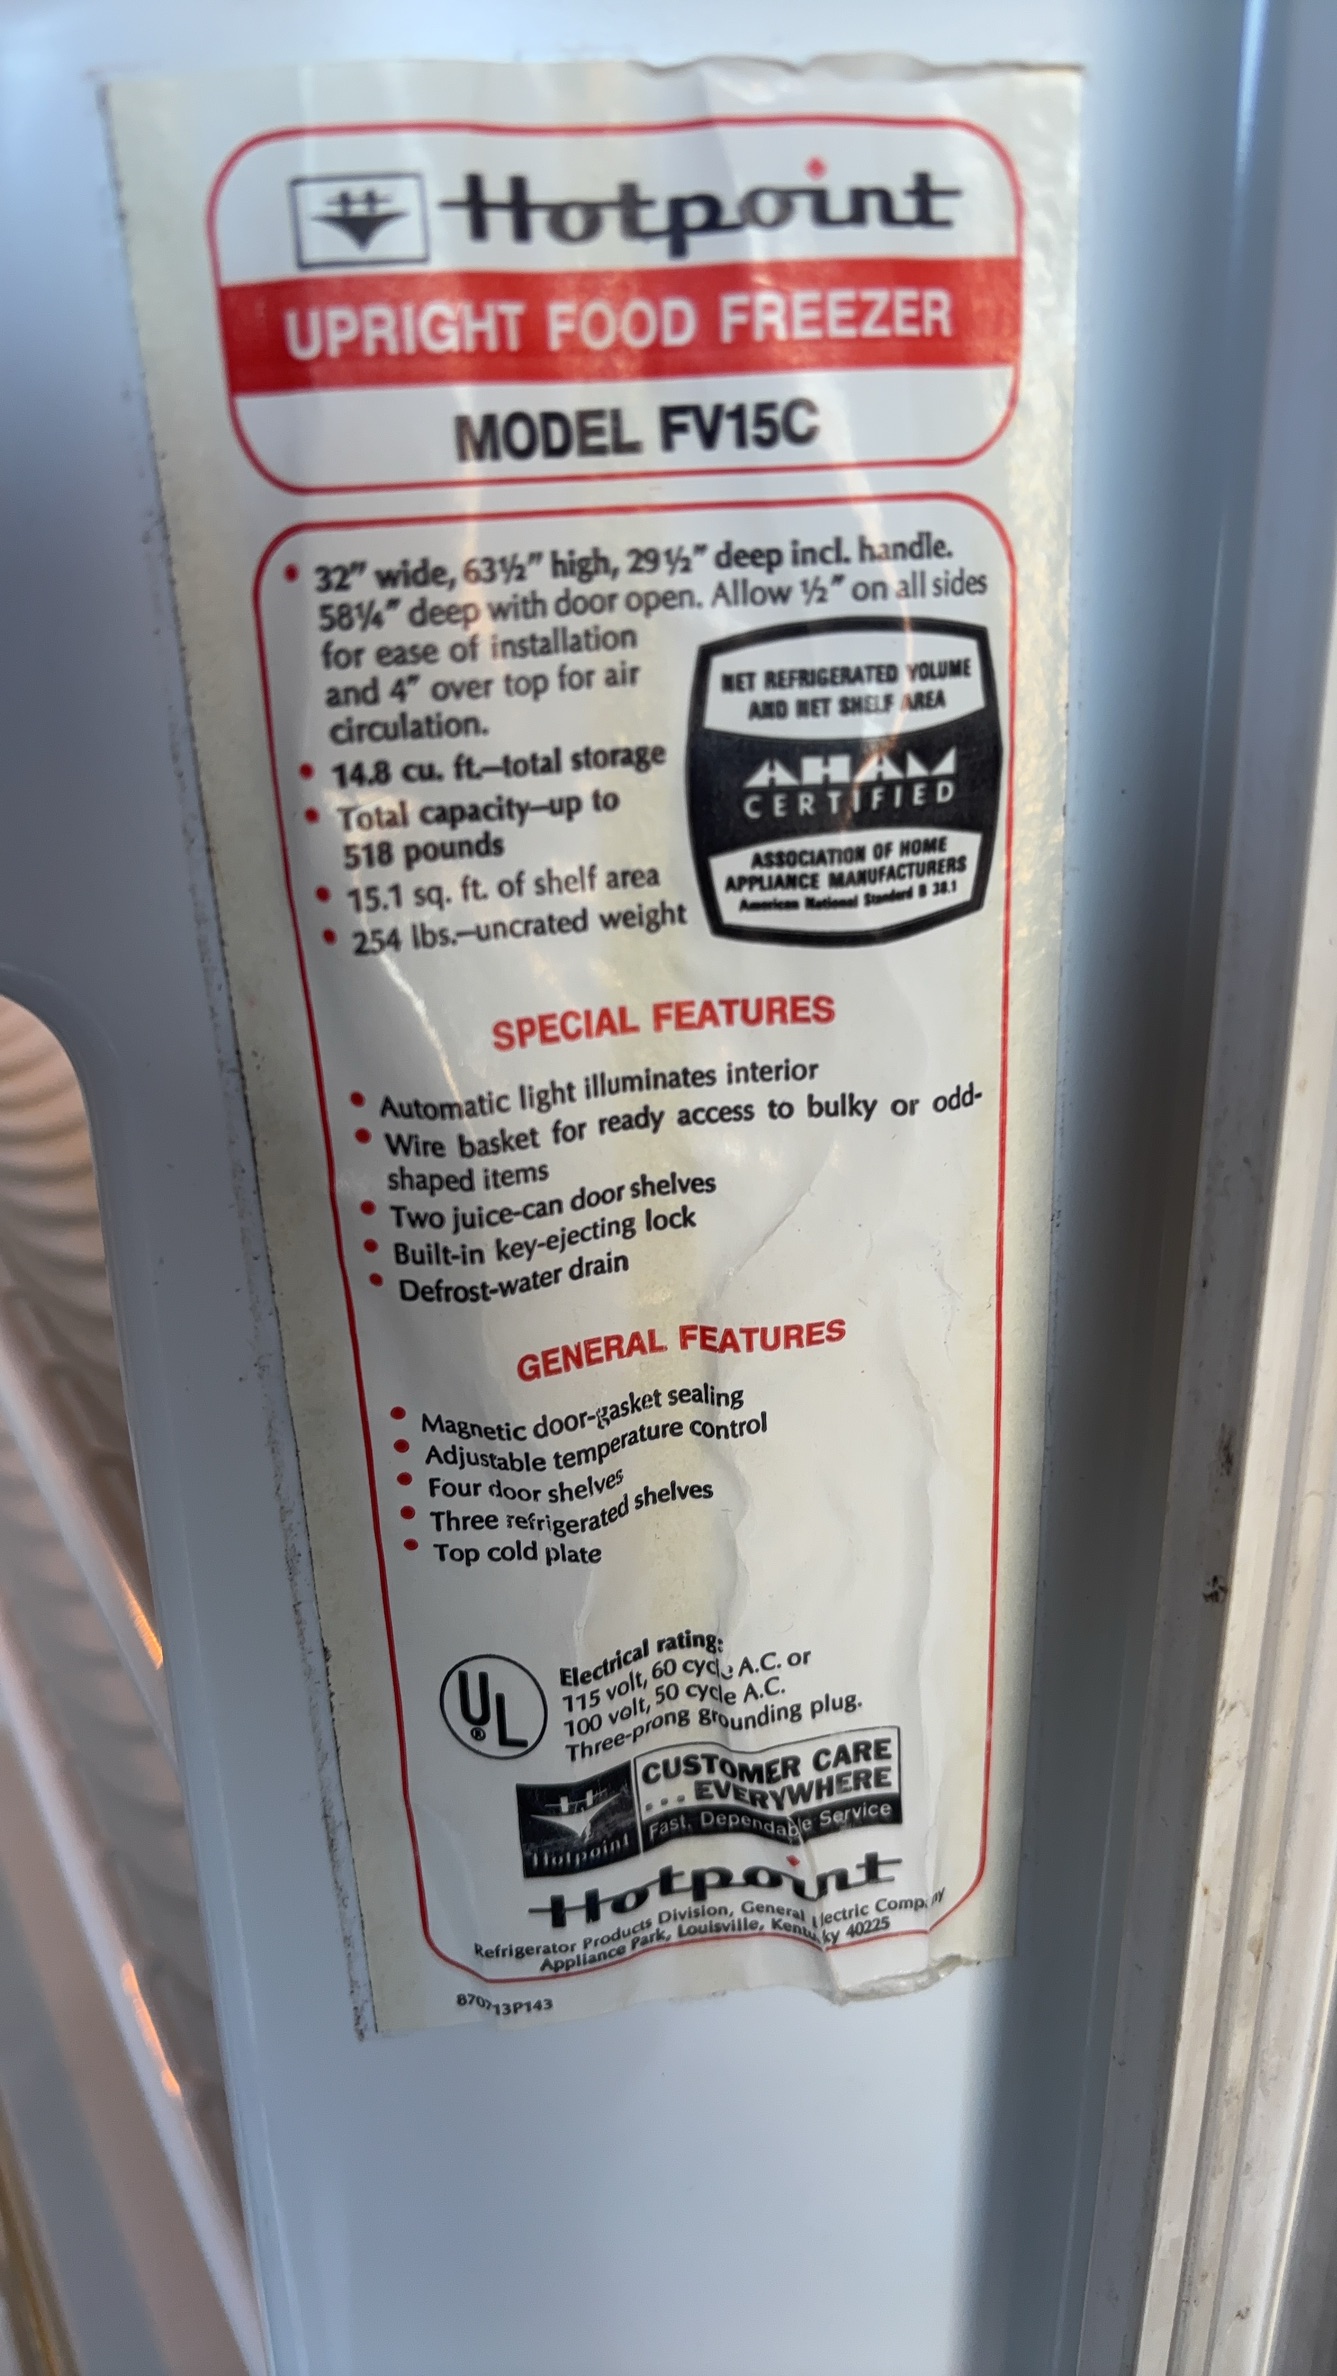 Hotpoint
UPRIGHT FOOD FREEZER
MODEL FV15C
• 32" wide, 63½" high, 29½" deep incl. handle.
58¼" deep with door open. Allow ½" on all sides
for ease of installation
and 4" over top for air
circulation.
• 14.8 cu. ft.—total storage
• Total capacity—up to
518 pounds
• 15.1 sq. ft. of shelf area
• 254 lbs.—uncrated weight
NET REFRIGERATED VOLUME
AND NET SHELF AREA
AHAM
CERTIFIED
ASSOCIATION OF HOME
APPLIANCE MANUFACTURERS
American National Standard B 38.1
SPECIAL FEATURES
• Automatic light illuminates interior
• Wire basket for ready access to bulky or odd-
shaped items
• Two juice-can door shelves
• Built-in key-ejecting lock
• Defrost-water drain
GENERAL FEATURES
• Magnetic door-gasket sealing
• Adjustable temperature control
• Four door shelves
• Three refrigerated shelves
• Top cold plate
UL®
Electrical rating:
115 volt, 60 cycle A.C. or
100 volt, 50 cycle A.C.
Three-prong grounding plug.
Hotpoint
CUSTOMER CARE
. . . EVERYWHERE
Fast, Dependable Service
Hotpoint
Refrigerator Products Division, General Electric Company
Appliance Park, Louisville, Kentucky 40225
870713P143